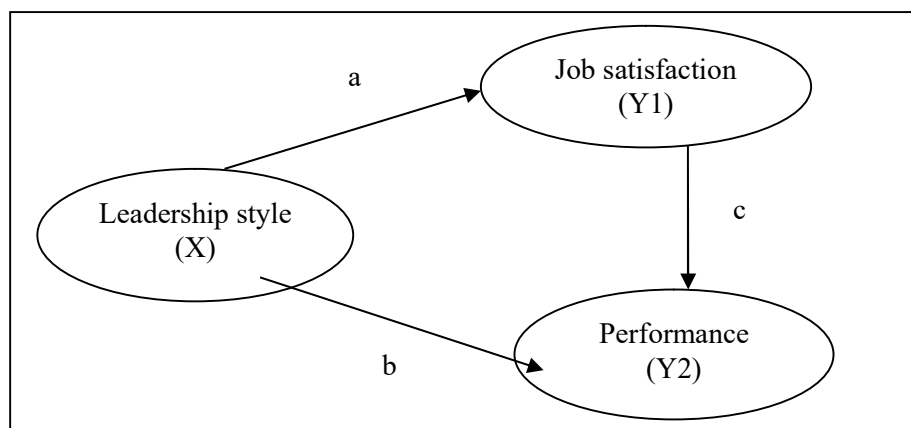 Job satisfaction
(Y1)
a
Leadership style
(X)
c
Performance
(Y2)
b